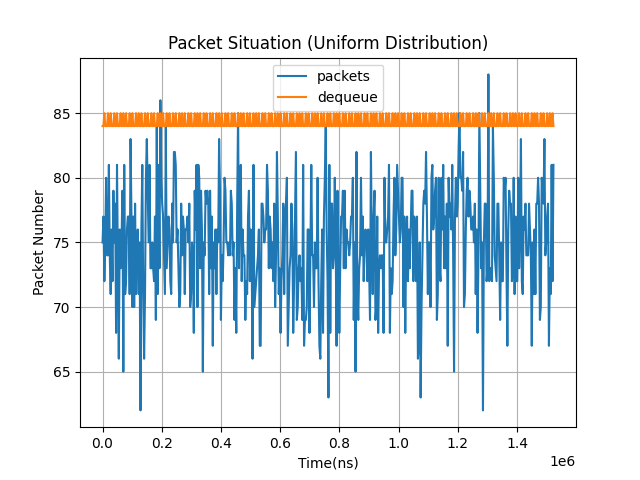 Packet Situation (Uniform Distribution)
packets
dequeue
85
80
75
70
65
Packet Number
0.0 0.2 0.4 0.6 0.8 1.0 1.2 1.4
1e6
Time(ns)